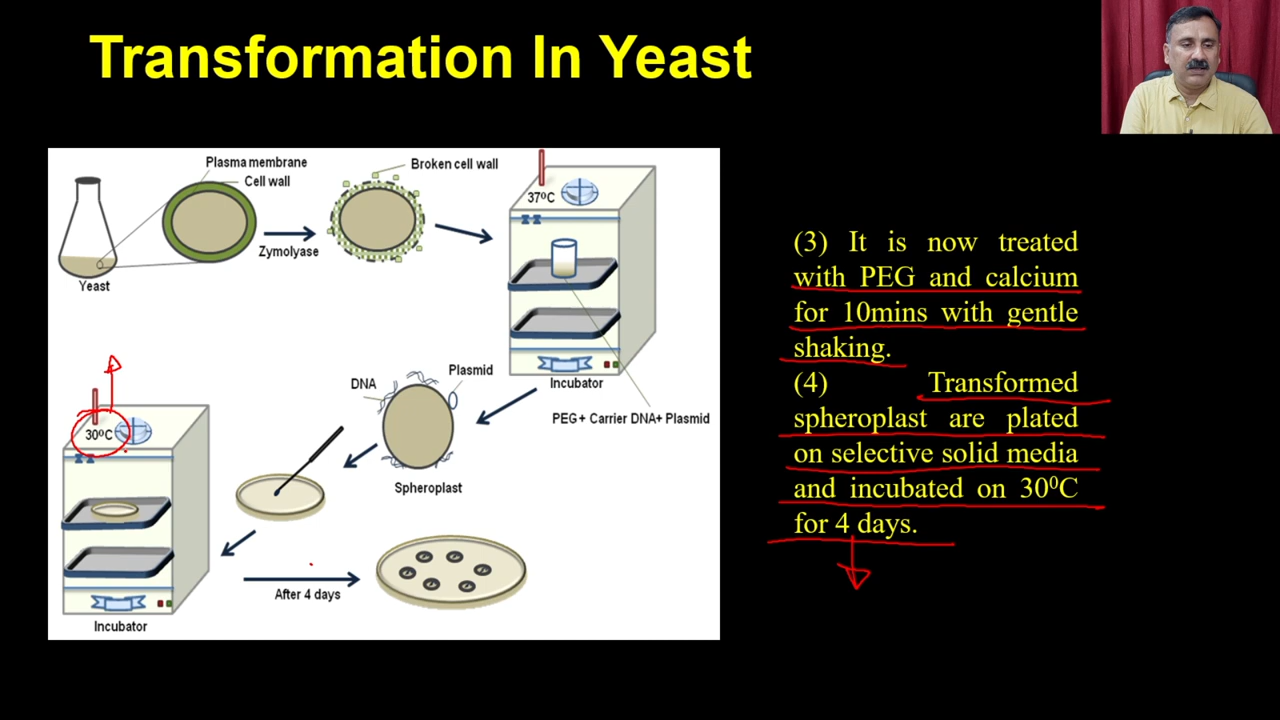 Transformation In Yeast
Plasma membrane
Cell wall
Broken cell wall
37⁰C
Zymolyase
Yeast
Incubator
PEG+ Carrier DNA+ Plasmid
DNA
Plasmid
Spheroplast
30⁰C
After 4 days
Incubator
(3) It is now treated
with PEG and calcium
for 10mins with gentle
shaking.
(4) Transformed
spheroplast are plated
on selective solid media
and incubated on 30⁰C
for 4 days.